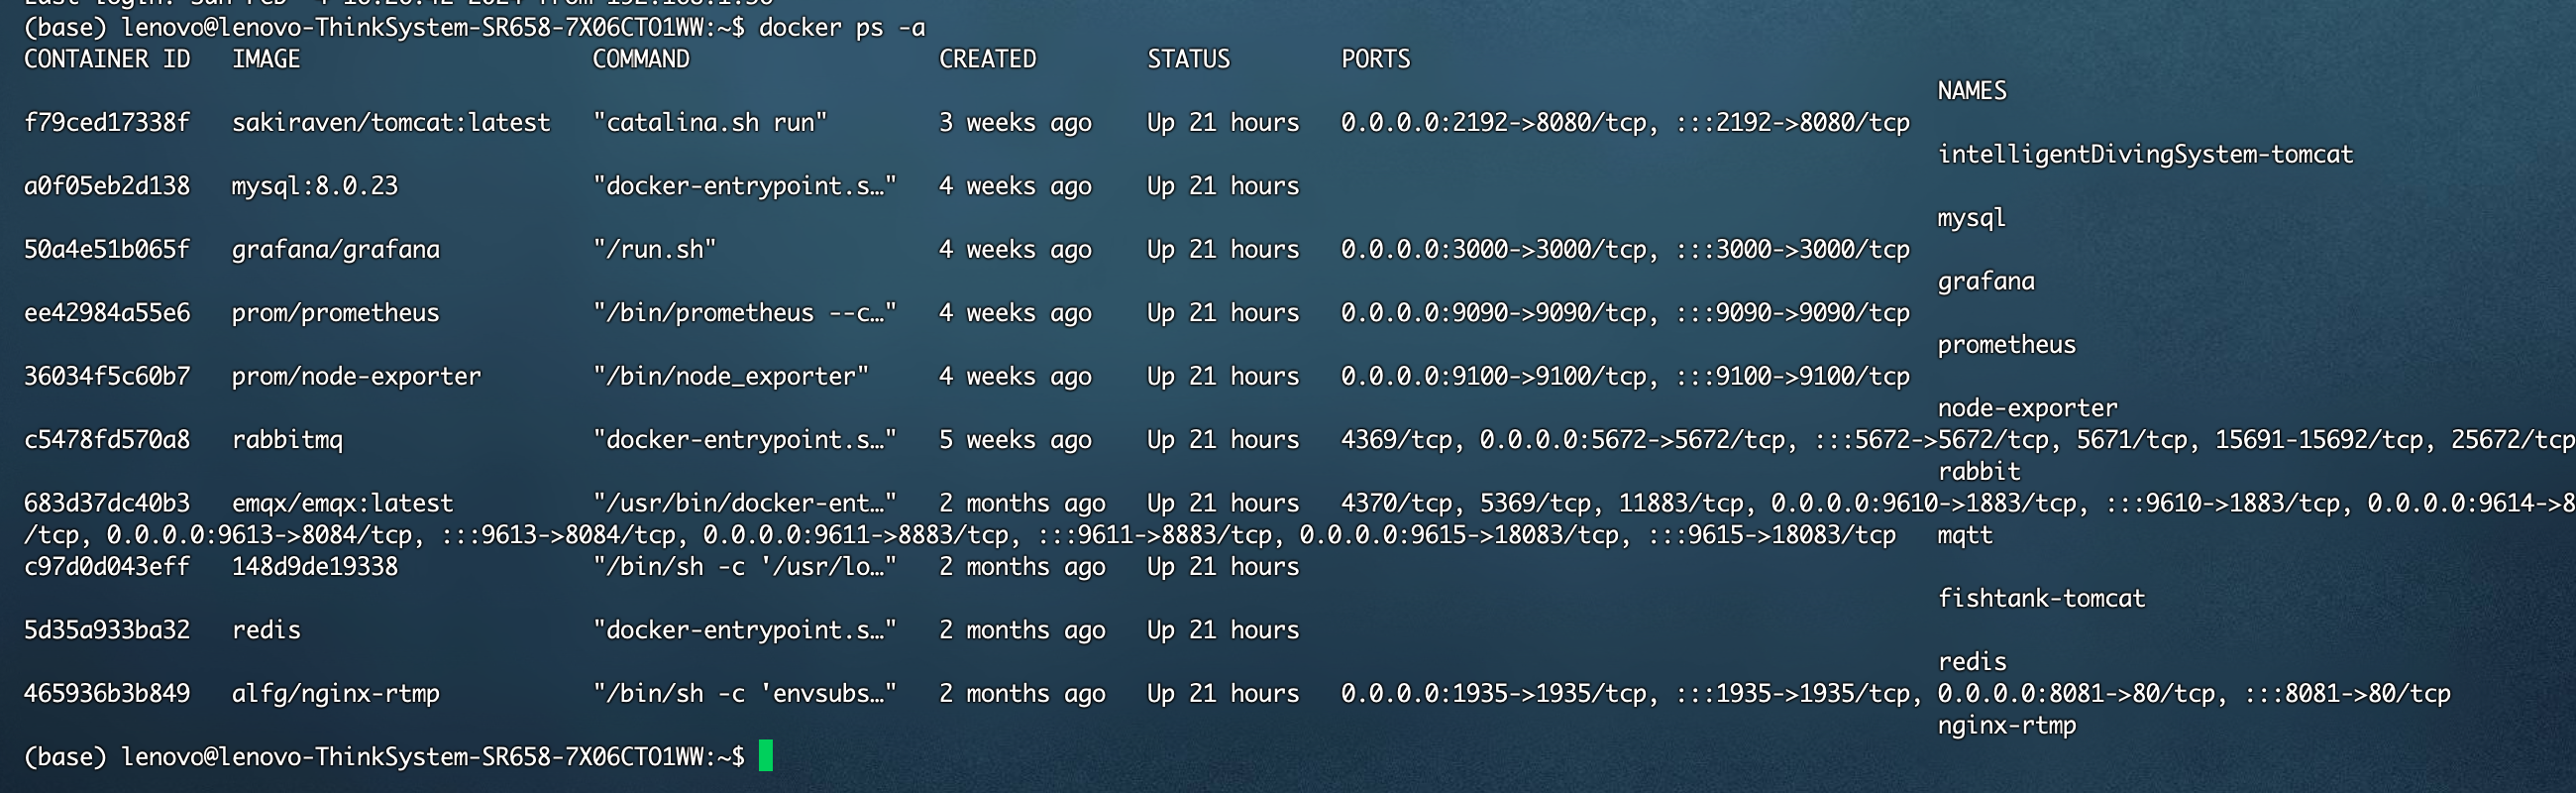 Last login: Sun Feb  4 16:20:42 2024 from 192.168.1.50
(base) lenovo@lenovo-ThinkSystem-SR658-7X06CTO1WW:~$ docker ps -a
CONTAINER ID   IMAGE                     COMMAND                  CREATED        STATUS        PORTS
NAMES
f79ced17338f   sakiraven/tomcat:latest   "catalina.sh run"        3 weeks ago    Up 21 hours   0.0.0.0:2192->8080/tcp, :::2192->8080/tcp
intelligentDivingSystem-tomcat
a0f05eb2d138   mysql:8.0.23              "docker-entrypoint.s…"   4 weeks ago    Up 21 hours
mysql
50a4e51b065f   grafana/grafana           "/run.sh"                4 weeks ago    Up 21 hours   0.0.0.0:3000->3000/tcp, :::3000->3000/tcp
grafana
ee42984a55e6   prom/prometheus           "/bin/prometheus --c…"   4 weeks ago    Up 21 hours   0.0.0.0:9090->9090/tcp, :::9090->9090/tcp
prometheus
36034f5c60b7   prom/node-exporter        "/bin/node_exporter"     4 weeks ago    Up 21 hours   0.0.0.0:9100->9100/tcp, :::9100->9100/tcp
node-exporter
c5478fd570a8   rabbitmq                  "docker-entrypoint.s…"   5 weeks ago    Up 21 hours   4369/tcp, 0.0.0.0:5672->5672/tcp, :::5672->5672/tcp, 5671/tcp, 15691-15692/tcp, 25672/tcp
rabbit
683d37dc40b3   emqx/emqx:latest          "/usr/bin/docker-ent…"   2 months ago   Up 21 hours   4370/tcp, 5369/tcp, 11883/tcp, 0.0.0.0:9610->1883/tcp, :::9610->1883/tcp, 0.0.0.0:9614->8
/tcp, 0.0.0.0:9613->8084/tcp, :::9613->8084/tcp, 0.0.0.0:9611->8883/tcp, :::9611->8883/tcp, 0.0.0.0:9615->18083/tcp, :::9615->18083/tcp   mqtt
c97d0d043eff   148d9de19338              "/bin/sh -c '/usr/lo…"   2 months ago   Up 21 hours
fishtank-tomcat
5d35a933ba32   redis                     "docker-entrypoint.s…"   2 months ago   Up 21 hours
redis
465936b3b849   alfg/nginx-rtmp           "/bin/sh -c 'envsubs…"   2 months ago   Up 21 hours   0.0.0.0:1935->1935/tcp, :::1935->1935/tcp, 0.0.0.0:8081->80/tcp, :::8081->80/tcp
nginx-rtmp
(base) lenovo@lenovo-ThinkSystem-SR658-7X06CTO1WW:~$